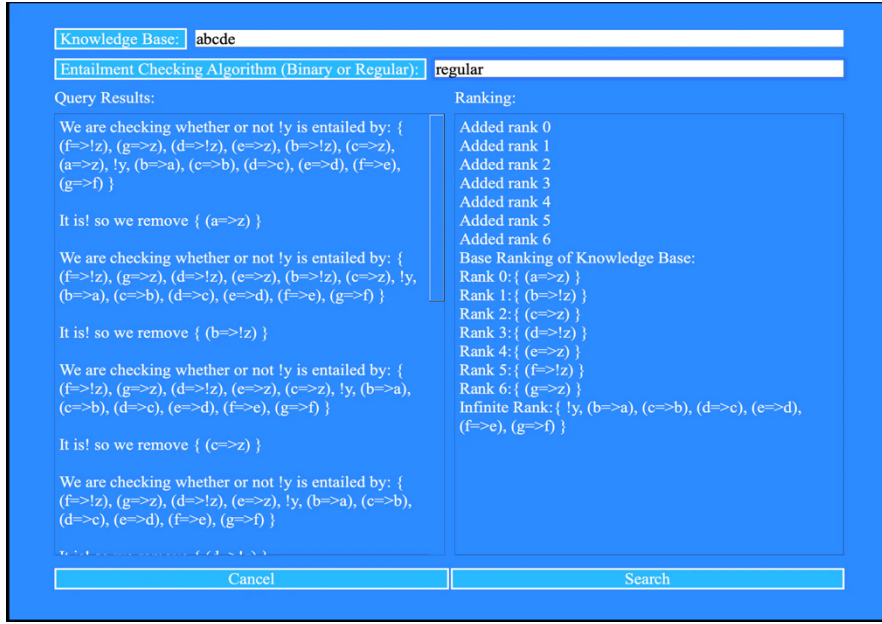 Knowledge Base: abcde
Entailment Checking Algorithm (Binary or Regular): regular
Query Results:
We are checking whether or not !y is entailed by: {
(f=>!z), (g=>z), (d=>!z), (e=>z), (b=>!z), (c=>z),
(a=>z), !y, (b=>a), (c=>b), (d=>c), (e=>d), (f=>e),
(g=>f) }
It is! so we remove { (a=>z) }
We are checking whether or not !y is entailed by: {
(f=>!z), (g=>z), (d=>!z), (e=>z), (b=>!z), (c=>z), !y,
(b=>a), (c=>b), (d=>c), (e=>d), (f=>e), (g=>f) }
It is! so we remove { (b=>!z) }
We are checking whether or not !y is entailed by: {
(f=>!z), (g=>z), (d=>!z), (e=>z), (c=>z), !y, (b=>a),
(c=>b), (d=>c), (e=>d), (f=>e), (g=>f) }
It is! so we remove { (c=>z) }
We are checking whether or not !y is entailed by: {
(f=>!z), (g=>z), (d=>!z), (e=>z), !y, (b=>a), (c=>b),
(d=>c), (e=>d), (f=>e), (g=>f) }
Ranking:
Added rank 0
Added rank 1
Added rank 2
Added rank 3
Added rank 4
Added rank 5
Added rank 6
Base Ranking of Knowledge Base:
Rank 0:{ (a=>z) }
Rank 1:{ (b=>!z) }
Rank 2:{ (c=>z) }
Rank 3:{ (d=>!z) }
Rank 4:{ (e=>z) }
Rank 5:{ (f=>!z) }
Rank 6:{ (g=>z) }
Infinite Rank:{ !y, (b=>a), (c=>b), (d=>c), (e=>d),
(f=>e), (g=>f) }
Cancel
Search